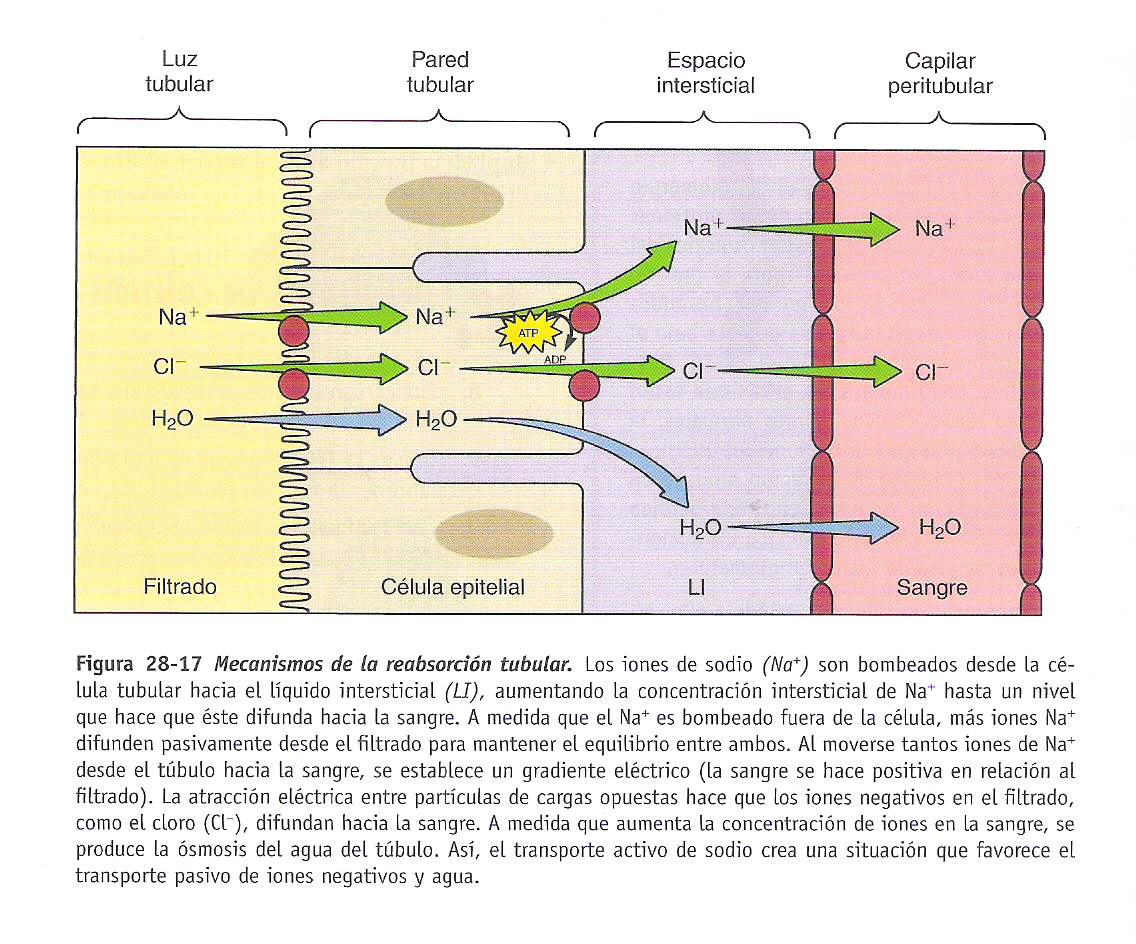 Luz
tubular
Pared
tubular
Espacio
intersticial
Capilar
peritubular
Na⁺ Na⁺
Na⁺ Na⁺
ATP
ADP
Cl⁻ Cl⁻ Cl⁻ Cl⁻
H₂O H₂O
H₂O H₂O
Filtrado Célula epitelial LI Sangre
Figura 28-17 Mecanismos de la reabsorción tubular. Los iones de sodio (Na⁺) son bombeados desde la cé-
lula tubular hacia el líquido intersticial (LI), aumentando la concentración intersticial de Na⁺ hasta un nivel
que hace que éste difunda hacia la sangre. A medida que el Na⁺ es bombeado fuera de la célula, más iones Na⁺
difunden pasivamente desde el filtrado para mantener el equilibrio entre ambos. Al moverse tantos iones de Na⁺
desde el túbulo hacia la sangre, se establece un gradiente eléctrico (la sangre se hace positiva en relación al
filtrado). La atracción eléctrica entre partículas de cargas opuestas hace que los iones negativos en el filtrado,
como el cloro (Cl⁻), difundan hacia la sangre. A medida que aumenta la concentración de iones en la sangre, se
produce la ósmosis del agua del túbulo. Así, el transporte activo de sodio crea una situación que favorece el
transporte pasivo de iones negativos y agua.